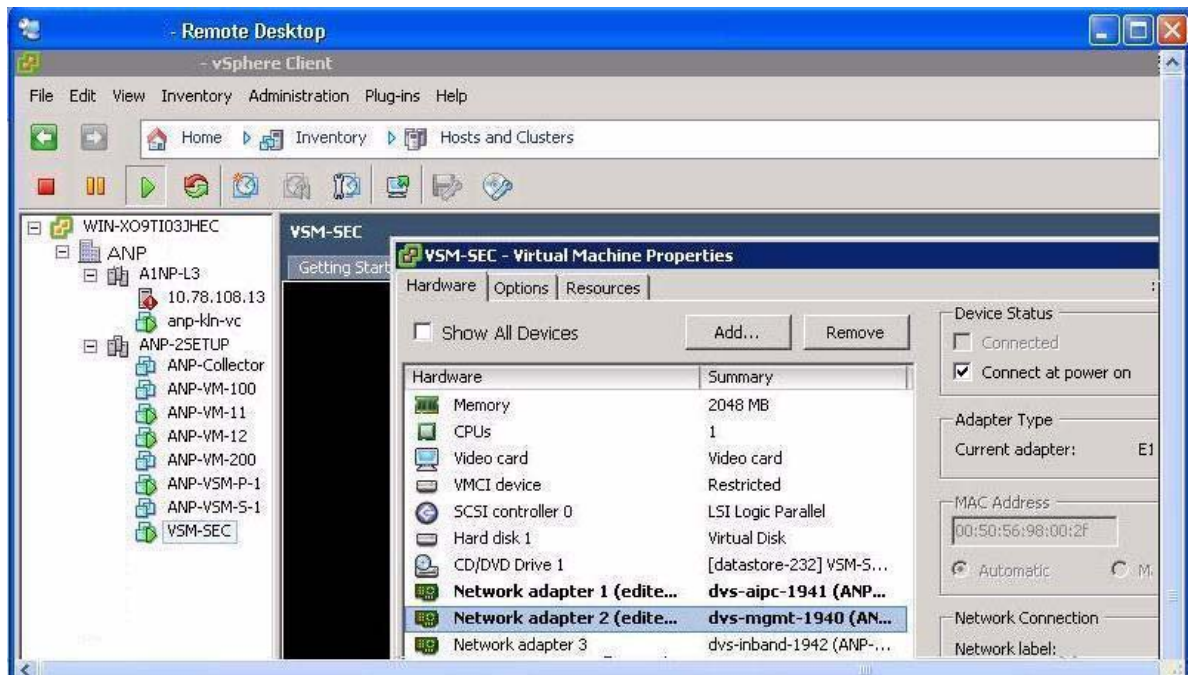 - Remote Desktop
- vSphere Client
File Edit View Inventory Administration Plug-ins Help
Home Inventory Hosts and Clusters
WIN-XO9TI03JHEC
ANP
A1NP-L3
10.78.108.13
anp-kln-vc
ANP-2SETUP
ANP-Collector
ANP-VM-100
ANP-VM-11
ANP-VM-12
ANP-VM-200
ANP-VSM-P-1
ANP-VSM-S-1
VSM-SEC
VSM-SEC
Getting Start
VSM-SEC - Virtual Machine Properties
Hardware Options Resources
Show All Devices Add... Remove
Hardware Summary
Memory 2048 MB
CPUs 1
Video card Video card
VMCI device Restricted
SCSI controller 0 LSI Logic Parallel
Hard disk 1 Virtual Disk
CD/DVD Drive 1 [datastore-232] VSM-S...
Network adapter 1 (edite... dvs-aipc-1941 (ANP...
Network adapter 2 (edite... dvs-mgmt-1940 (AN...
Network adapter 3 dvs-inband-1942 (ANP-...
Device Status
Connected
Connect at power on
Adapter Type
Current adapter: E1
MAC Address
00:50:56:98:00:2f
Automatic M
Network Connection
Network label: